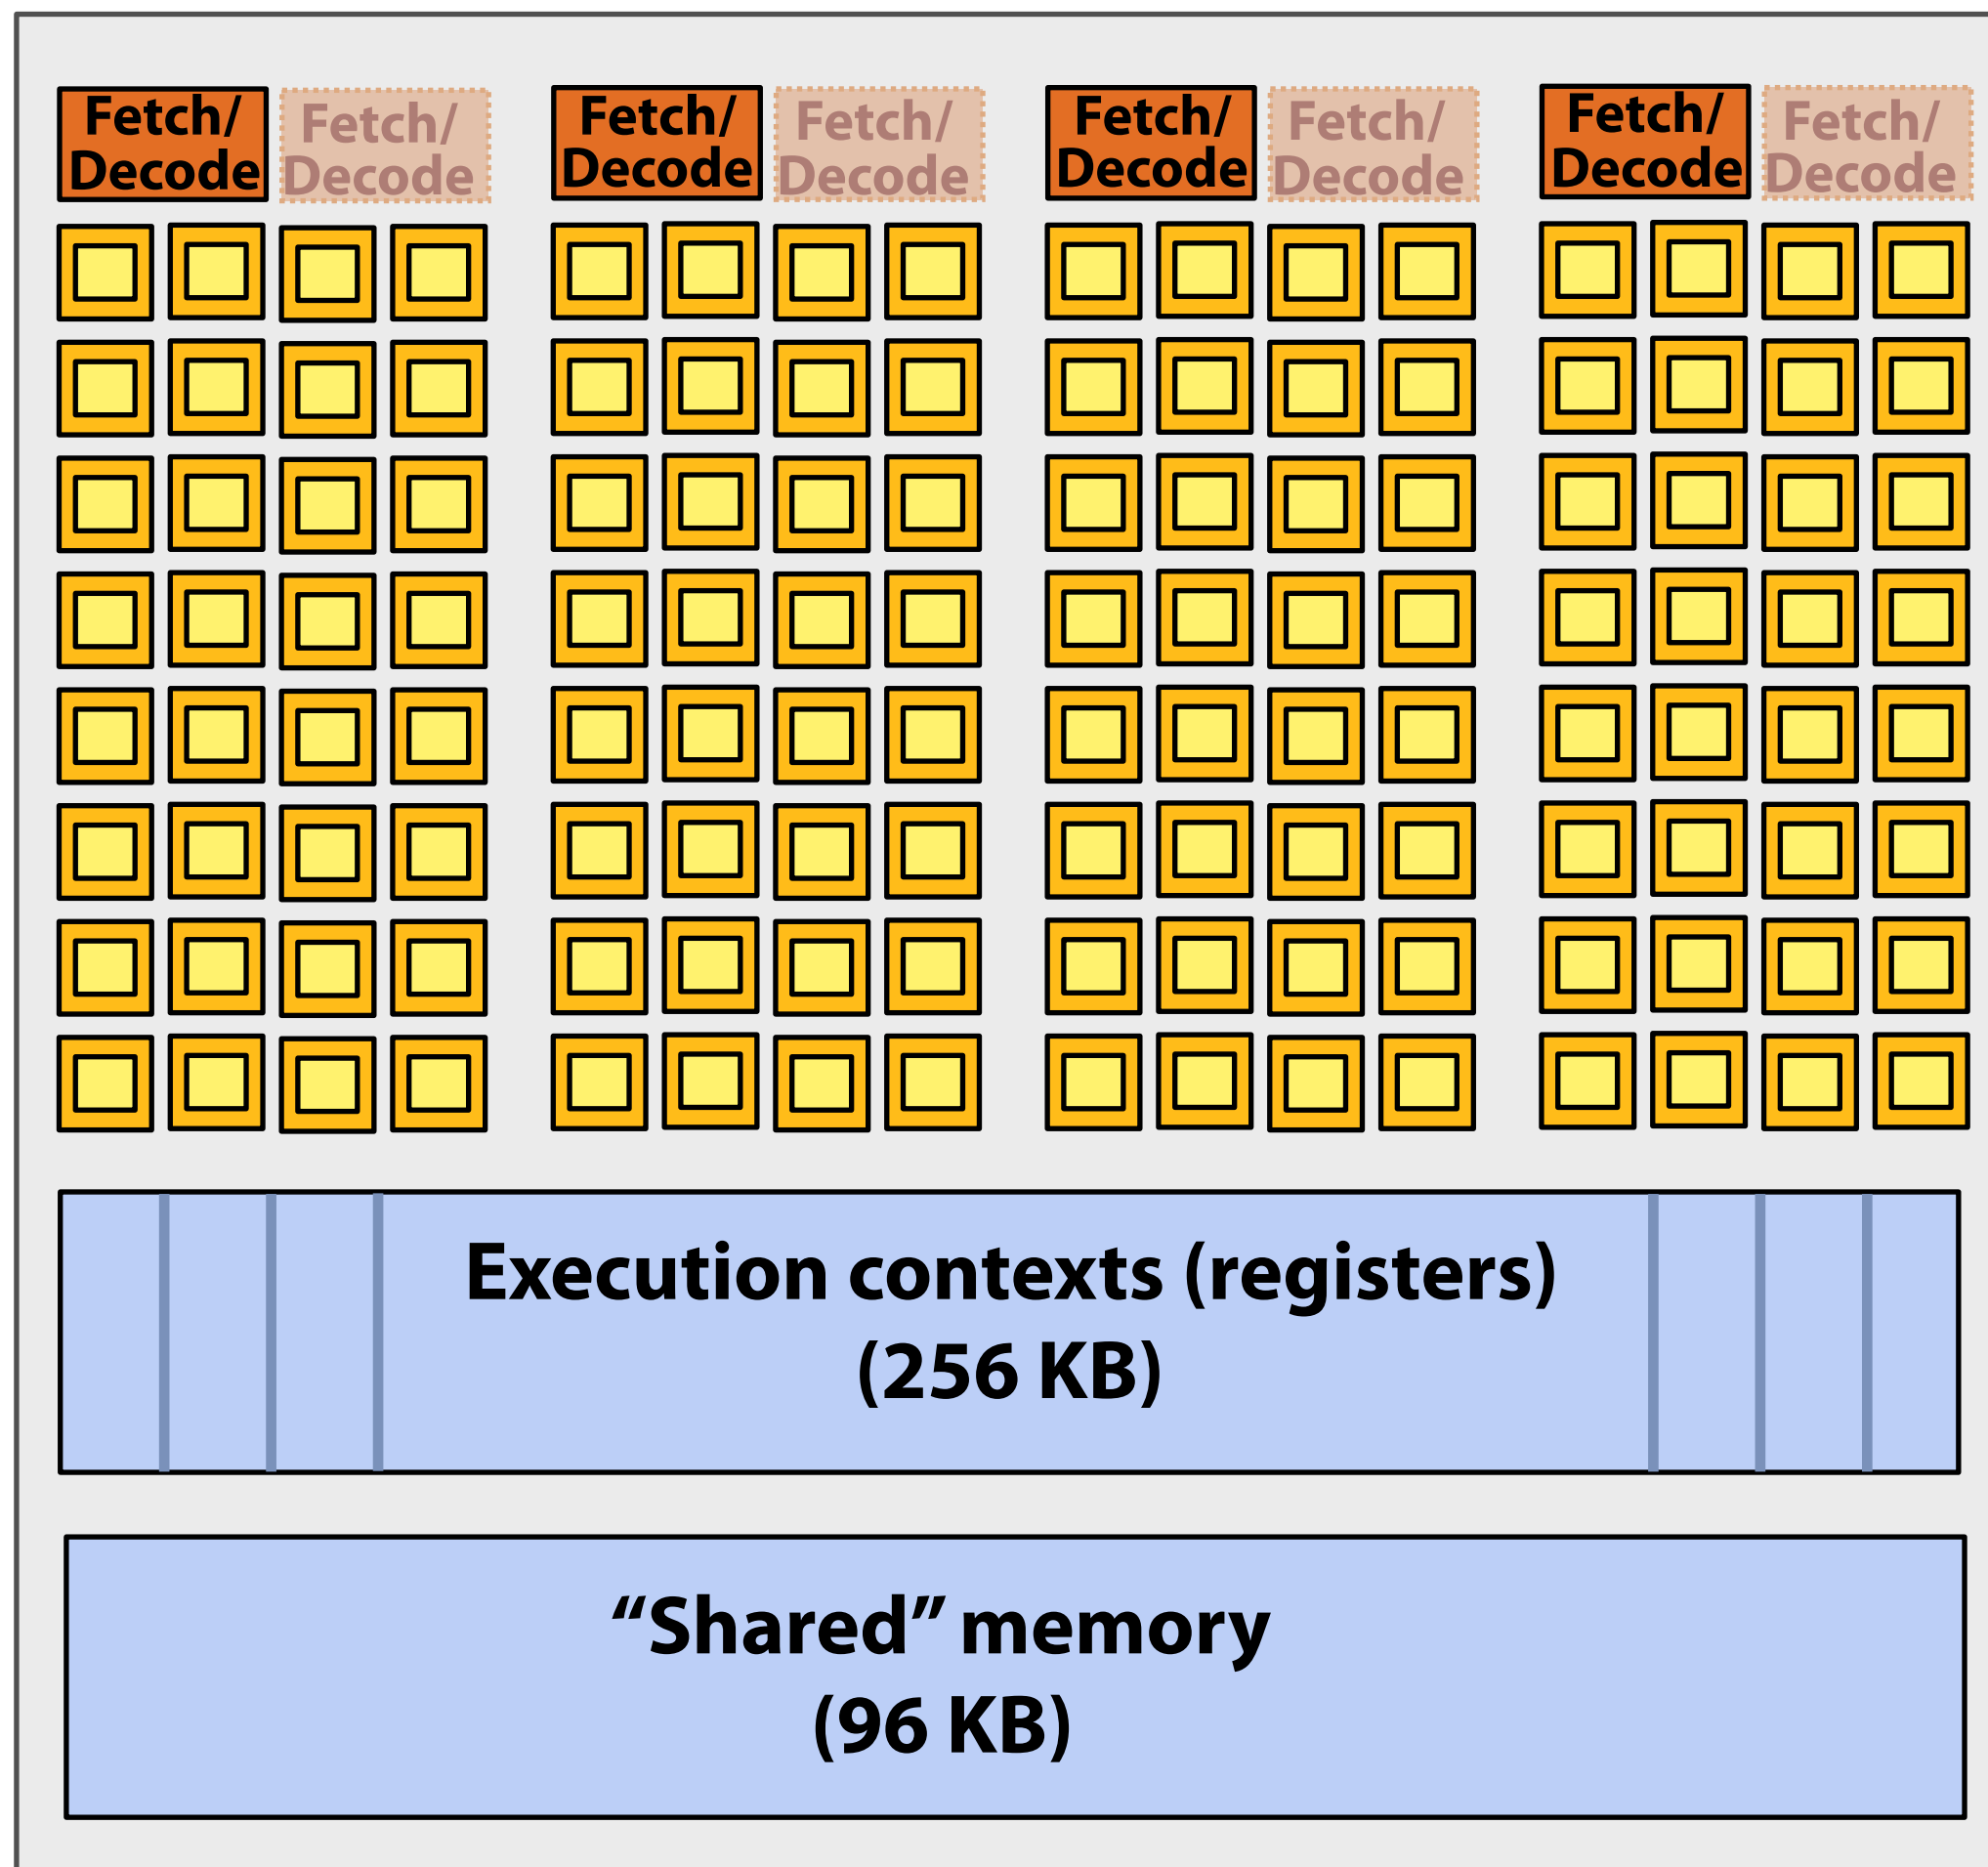 Fetch/
Decode
Fetch/
Decode
Fetch/
Decode
Fetch/
Decode
Fetch/
Decode
Fetch/
Decode
Fetch/
Decode
Fetch/
Decode
Execution contexts (registers)
(256 KB)
“Shared” memory
(96 KB)